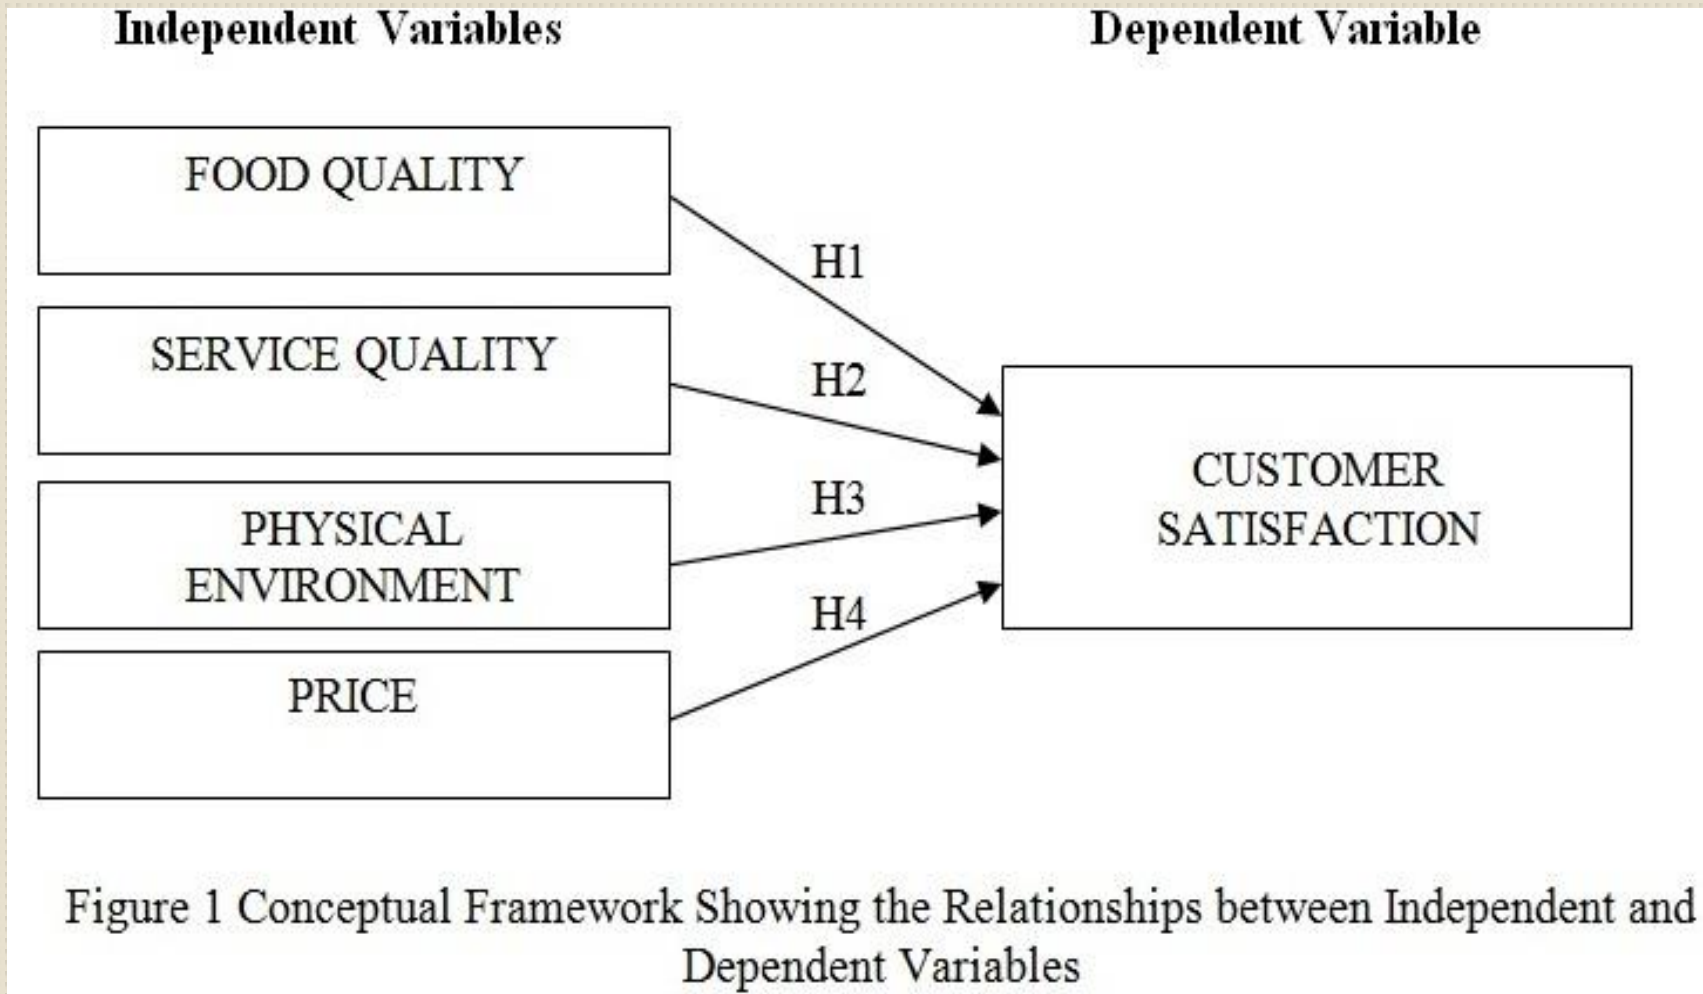 Independent Variables
Dependent Variable
FOOD QUALITY
H1
SERVICE QUALITY
H2
PHYSICAL
ENVIRONMENT
H3
PRICE
H4
CUSTOMER
SATISFACTION
Figure 1 Conceptual Framework Showing the Relationships between Independent and
Dependent Variables